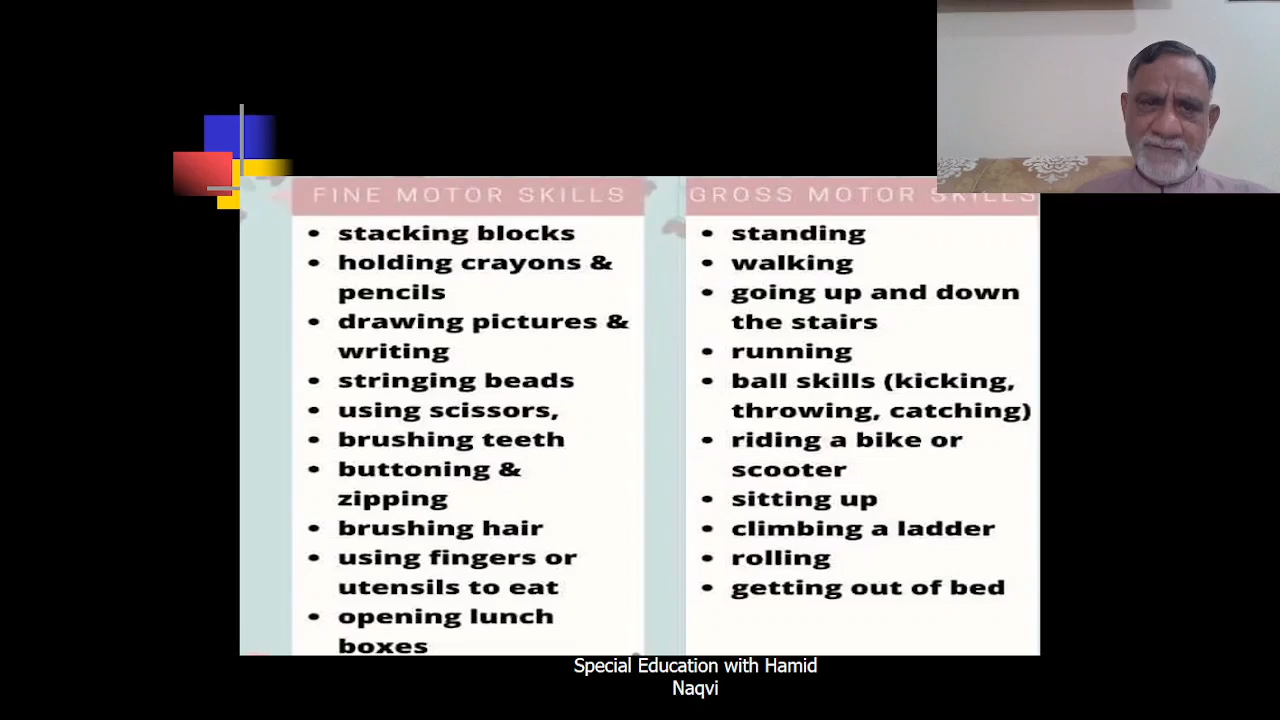 FINE MOTOR SKILLS
• stacking blocks
• holding crayons &
pencils
• drawing pictures &
writing
• stringing beads
• using scissors,
• brushing teeth
• buttoning &
zipping
• brushing hair
• using fingers or
utensils to eat
• opening lunch
boxes
GROSS MOTOR SKILLS
• standing
• walking
• going up and down
the stairs
• running
• ball skills (kicking,
throwing, catching)
• riding a bike or
scooter
• sitting up
• climbing a ladder
• rolling
• getting out of bed
Special Education with Hamid
Naqvi